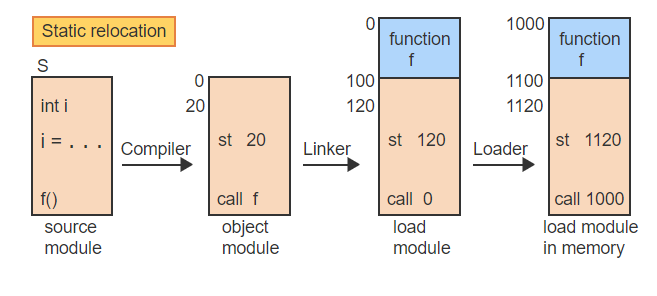 Static relocation
S
int i
i = . . .
f()
source
module
Compiler
0
20
st 20
call f
object
module
Linker
0
function
f
100
120
st 120
call 0
load
module
Loader
1000
function
f
1100
1120
st 1120
call 1000
load module
in memory